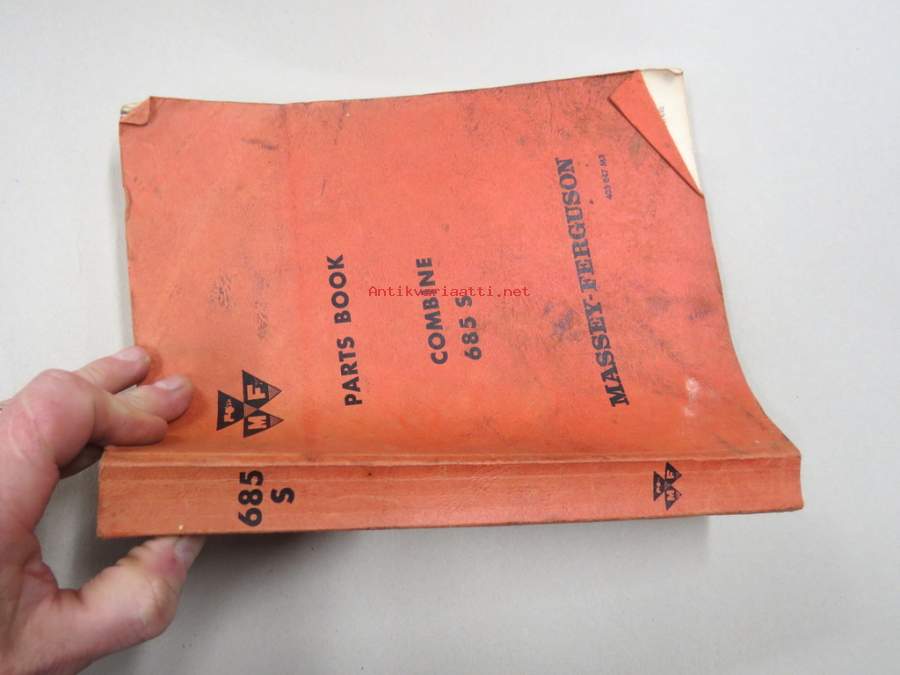 M F
PARTS BOOK
COMBINE
685 S
MASSEY-FERGUSON
Antikvariaatti.net
685
S
M F